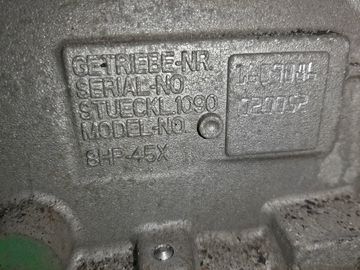 GETRIEBE-NR.
SERIAL-NO
STUECKL.1090
MODEL-NO.
8HP-45X